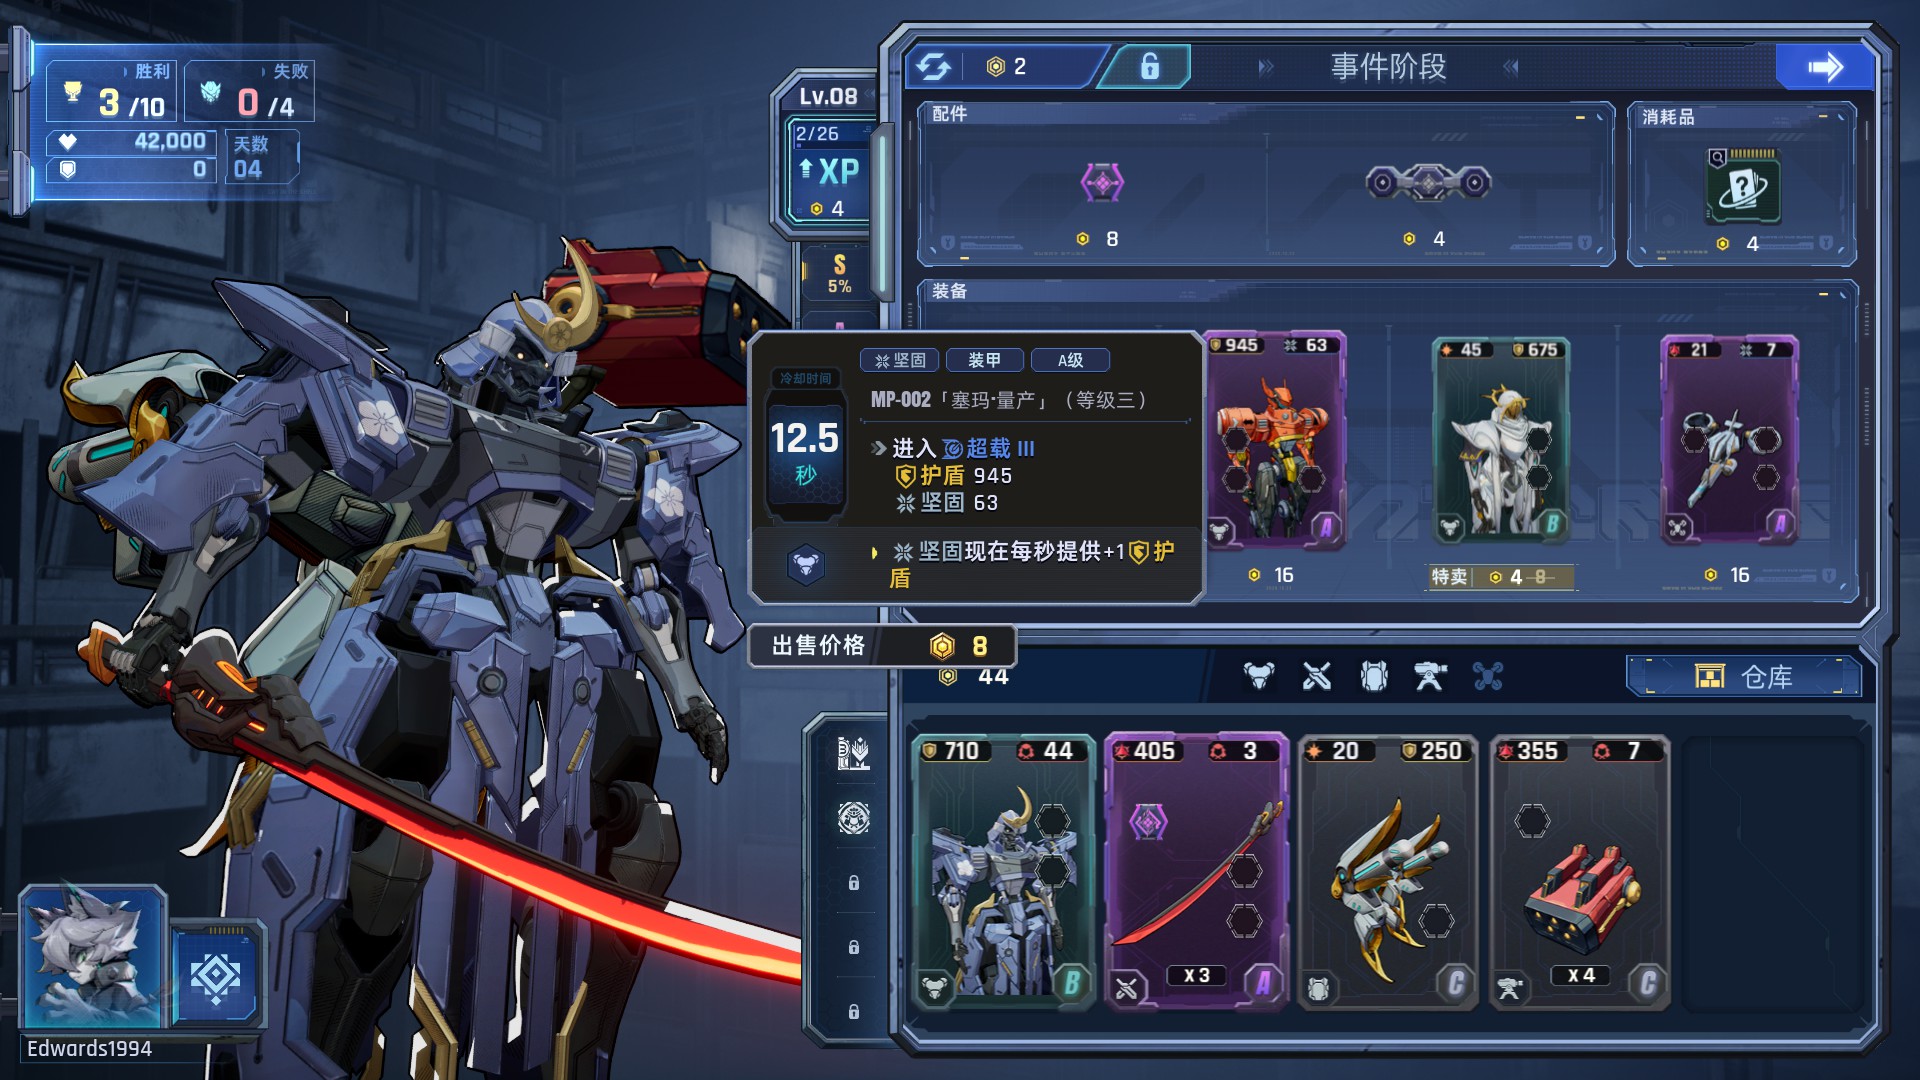 胜利
3 /10
失败
0 /4
42,000
0
天数
04
Lv.08
2/26
XP
4
S
5%
2
事件阶段
配件
8
4
消耗品
?
4
装备
945 63
A
16
45 675
B
特卖 4 8
21 7
A
16
坚固
装甲
A级
冷却时间
12.5
秒
MP-002「塞玛·量产」（等级三）
进入 超载 III
护盾 945
坚固 63
坚固现在每秒提供+1 护
盾
出售价格 8
44
仓库
710 44
B
405 3
x3
A
20 250
C
355 7
x4
C
Edwards1994